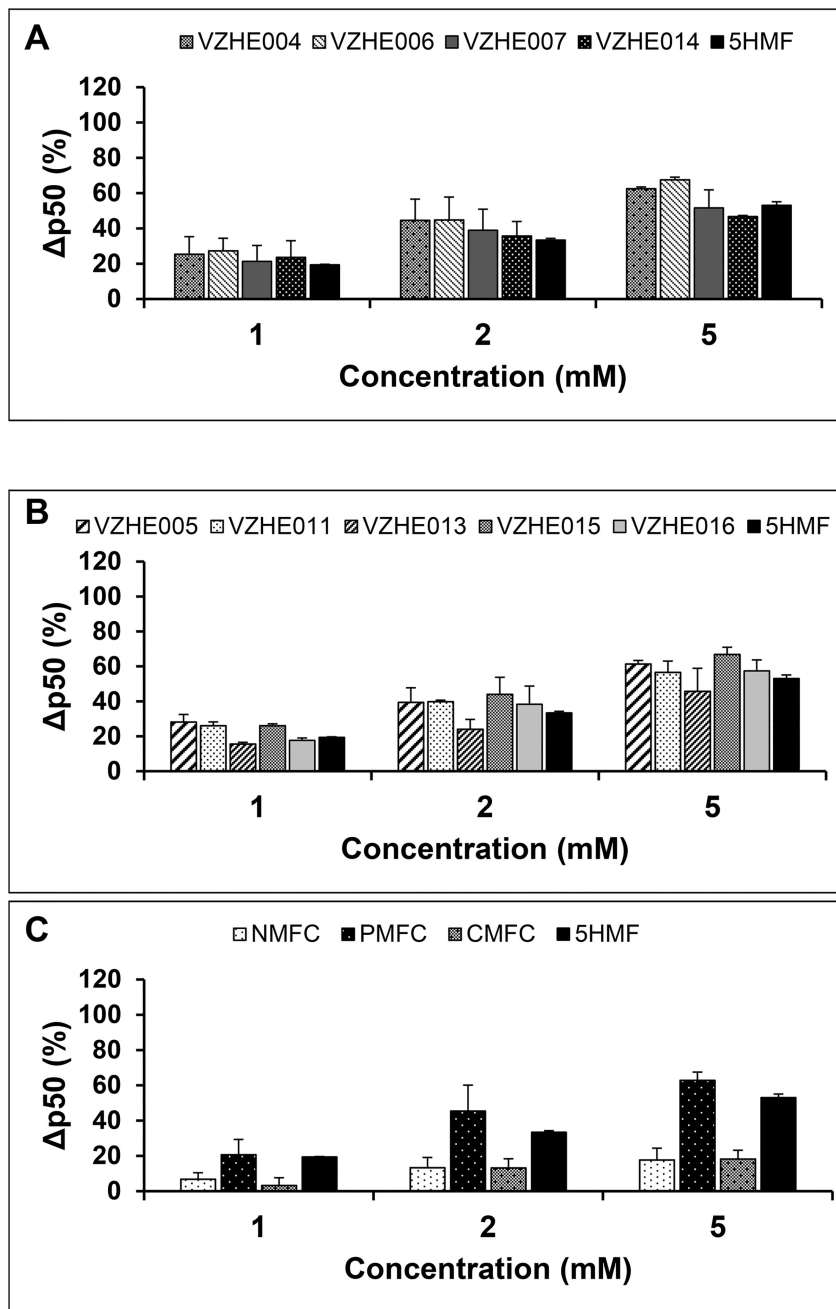 A
VZHE004 VZHE006 VZHE007 VZHE014 5HMF
120
100
80
60
40
20
0
Δp50 (%)
1 2 5
Concentration (mM)
B
VZHE005 VZHE011 VZHE013 VZHE015 VZHE016 5HMF
120
100
80
60
40
20
0
Δp50 (%)
1 2 5
Concentration (mM)
C
NMFC PMFC CMFC 5HMF
120
100
80
60
40
20
0
Δp50 (%)
1 2 5
Concentration (mM)